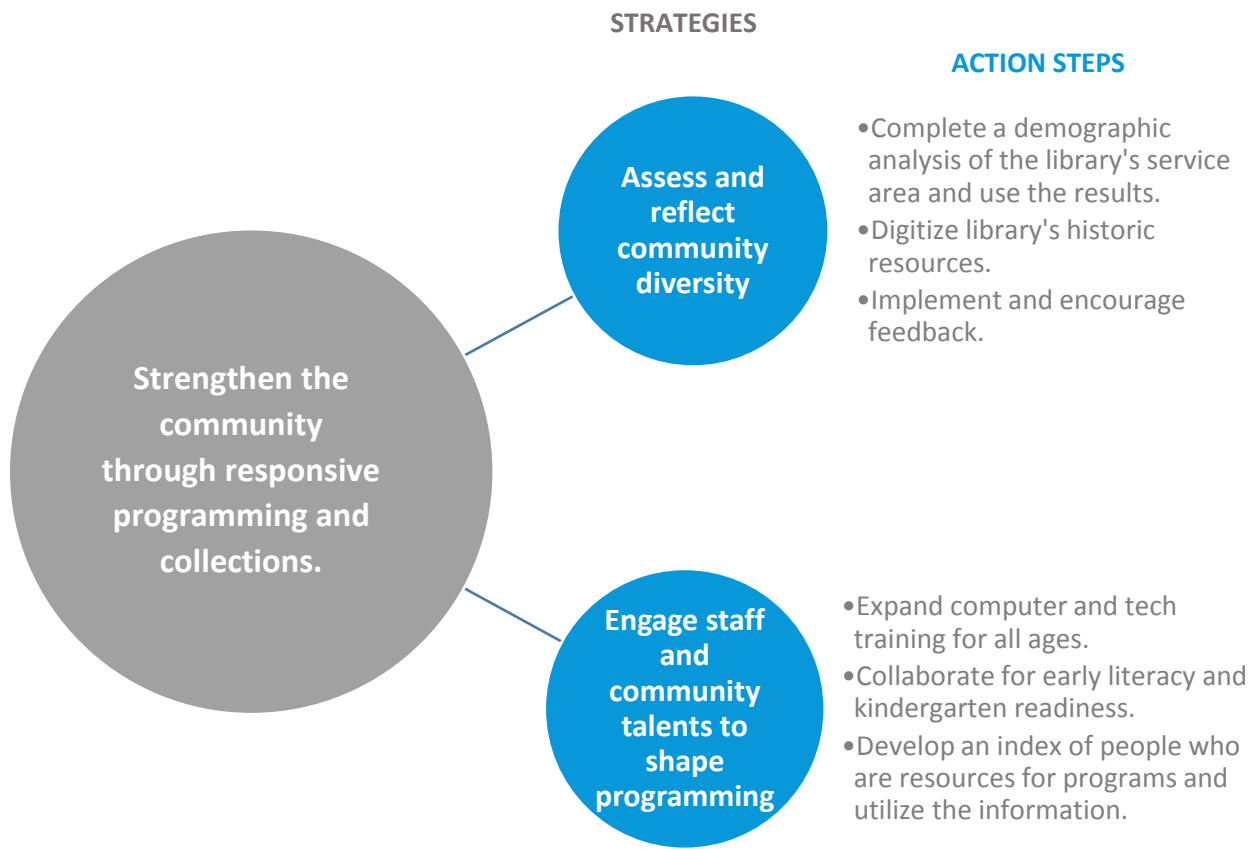 STRATEGIES
ACTION STEPS
Strengthen the
community
through responsive
programming and
collections.
Assess and
reflect
community
diversity
•Complete a demographic
analysis of the library's service
area and use the results.
•Digitize library's historic
resources.
•Implement and encourage
feedback.
Engage staff
and
community
talents to
shape
programming
•Expand computer and tech
training for all ages.
•Collaborate for early literacy and
kindergarten readiness.
•Develop an index of people who
are resources for programs and
utilize the information.